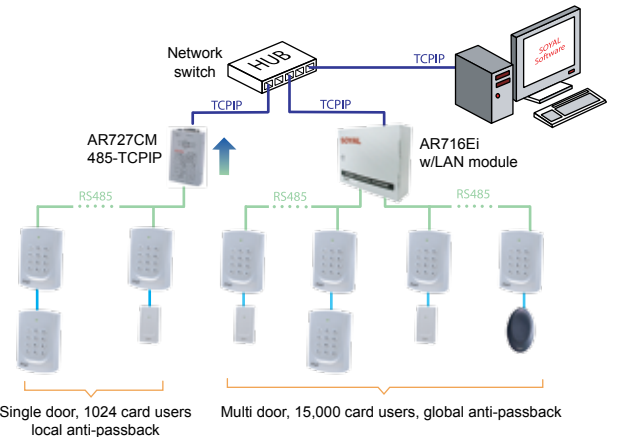 SOYAL
Software
Network
switch
HUB
TCPIP
TCPIP
TCPIP
AR727CM
485-TCPIP
SOYAL
AR716Ei
w/LAN module
RS485
RS485
RS485
Single door, 1024 card users
local anti-passback
Multi door, 15,000 card users, global anti-passback